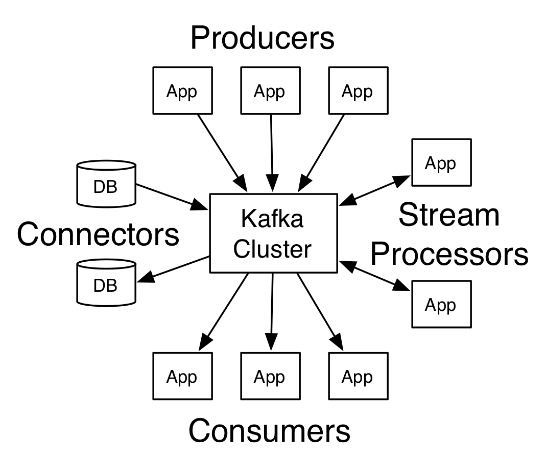 Producers
App
App
App
DB
App
Kafka
Cluster
Stream
Processors
Connectors
DB
App
App
App
App
Consumers